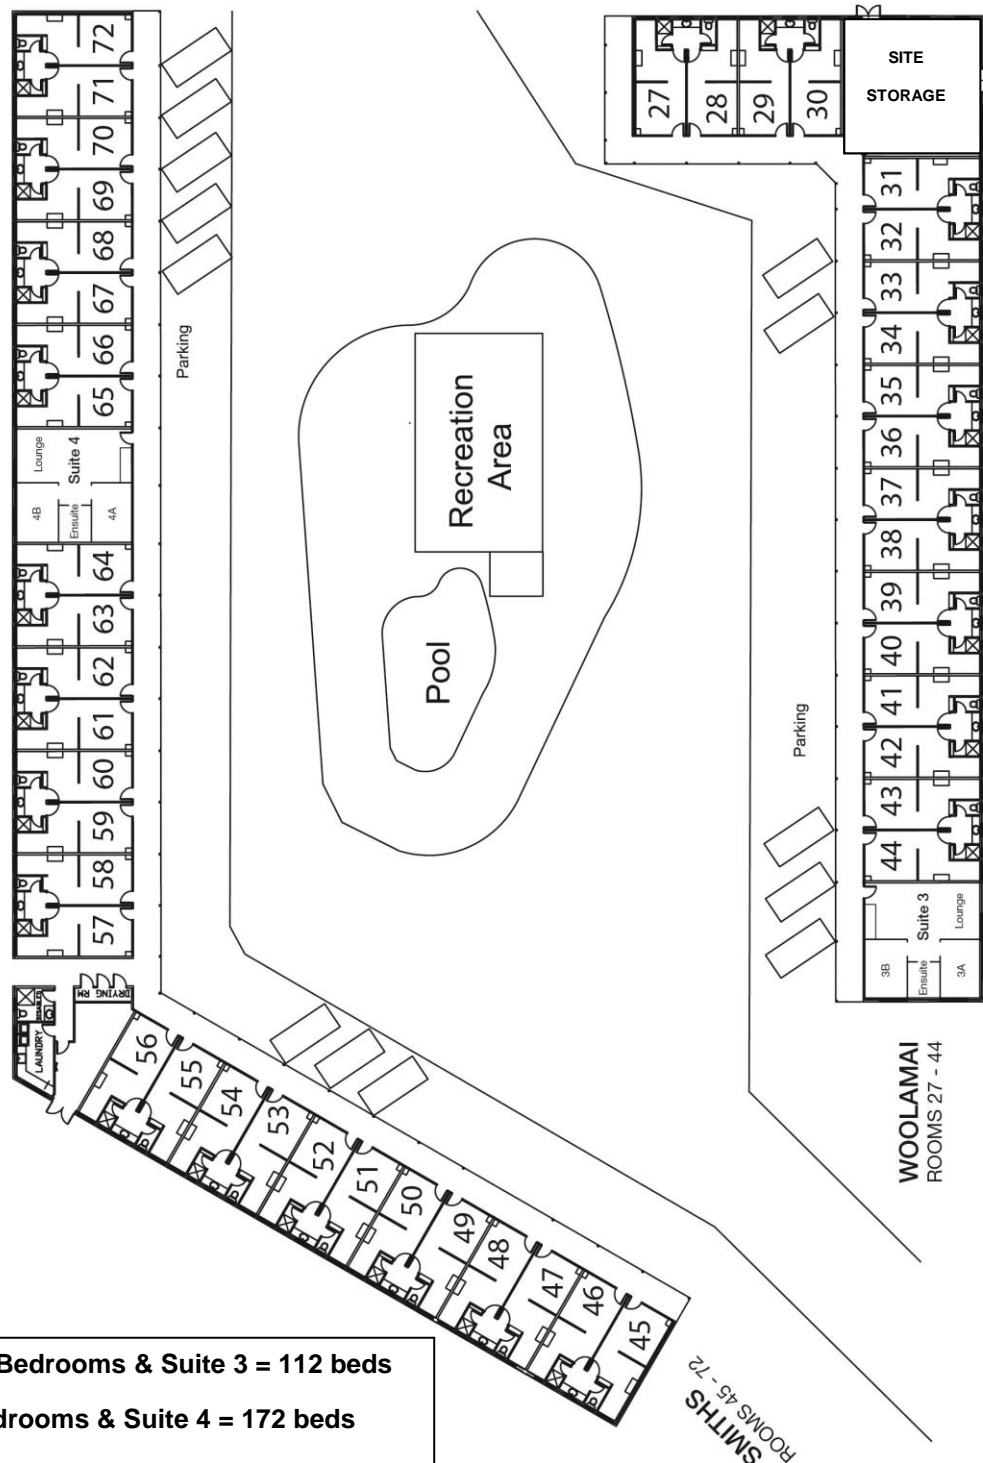 72
71
70
69
68
67
66
65
Lounge
Suite 4
4B
Ensuite
4A
64
63
62
61
60
59
58
57
DRYING RM
DISABLED
LAUNDRY
56
55
54
53
52
51
50
49
48
47
46
45
SMITHS
ROOMS 45 - 72
Parking
Recreation
Area
Pool
Parking
27
28
29
30
SITE
STORAGE
31
32
33
34
35
36
37
38
39
40
41
42
43
44
Suite 3
Lounge
3B
Ensuite
3A
WOOLAMAI
ROOMS 27 - 44
Bedrooms & Suite 3 = 112 beds
drooms & Suite 4 = 172 beds